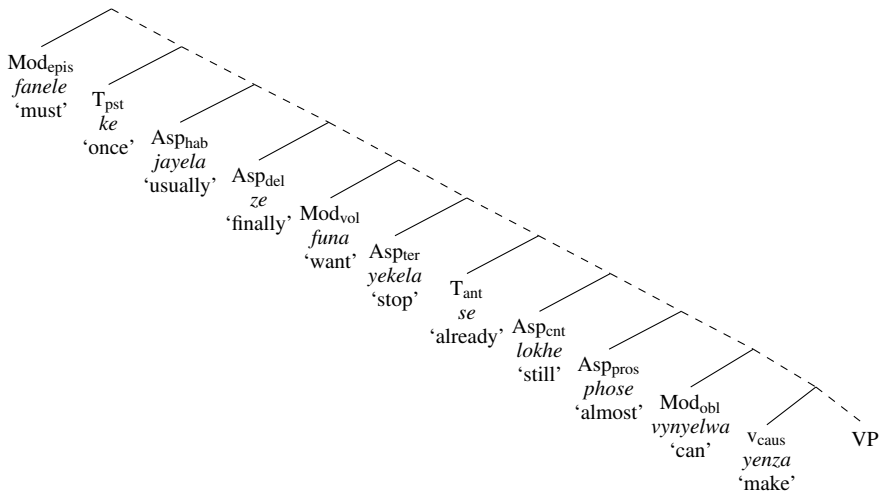 Mod_epis
fanele
‘must’
T_pst
ke
‘once’
Asp_hab
jayela
‘usually’
Asp_del
ze
‘finally’
Mod_vol
funa
‘want’
Asp_ter
yekela
‘stop’
T_ant
se
‘already’
Asp_cnt
lokhe
‘still’
Asp_pros
phose
‘almost’
Mod_obl
vynyelwa
‘can’
v_caus
yenza
‘make’
VP